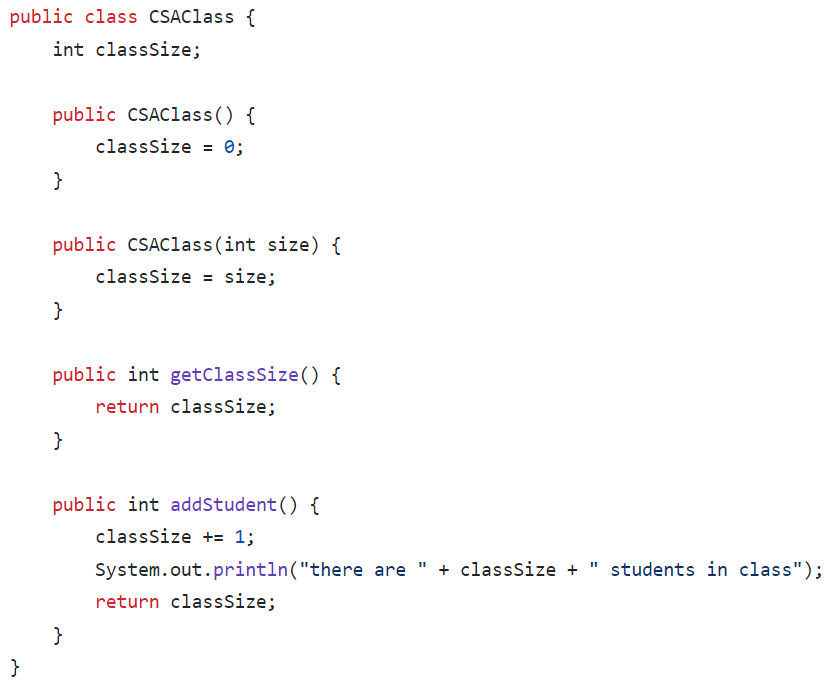 public class CSAClass {
    int classSize;

    public CSAClass() {
        classSize = 0;
    }

    public CSAClass(int size) {
        classSize = size;
    }

    public int getClassSize() {
        return classSize;
    }

    public int addStudent() {
        classSize += 1;
        System.out.println("there are " + classSize + " students in class");
        return classSize;
    }
}